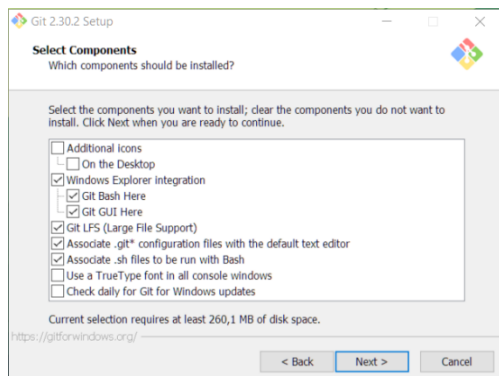 Git 2.30.2 Setup
Select Components
Which components should be installed?
Select the components you want to install; clear the components you do not want to
install. Click Next when you are ready to continue.
Additional icons
On the Desktop
Windows Explorer integration
Git Bash Here
Git GUI Here
Git LFS (Large File Support)
Associate .git* configuration files with the default text editor
Associate .sh files to be run with Bash
Use a TrueType font in all console windows
Check daily for Git for Windows updates
Current selection requires at least 260,1 MB of disk space.
https://gitforwindows.org/
< Back Next > Cancel